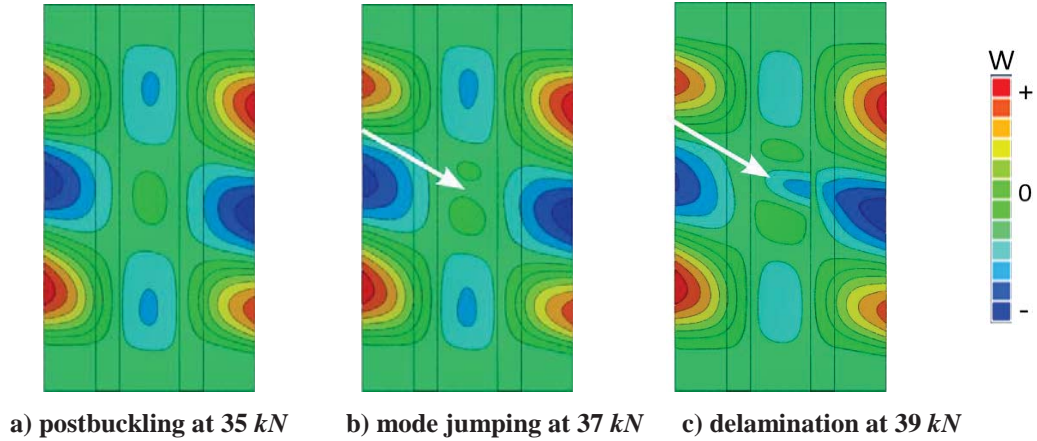 W
+
0
-
a) postbuckling at 35 kN b) mode jumping at 37 kN c) delamination at 39 kN